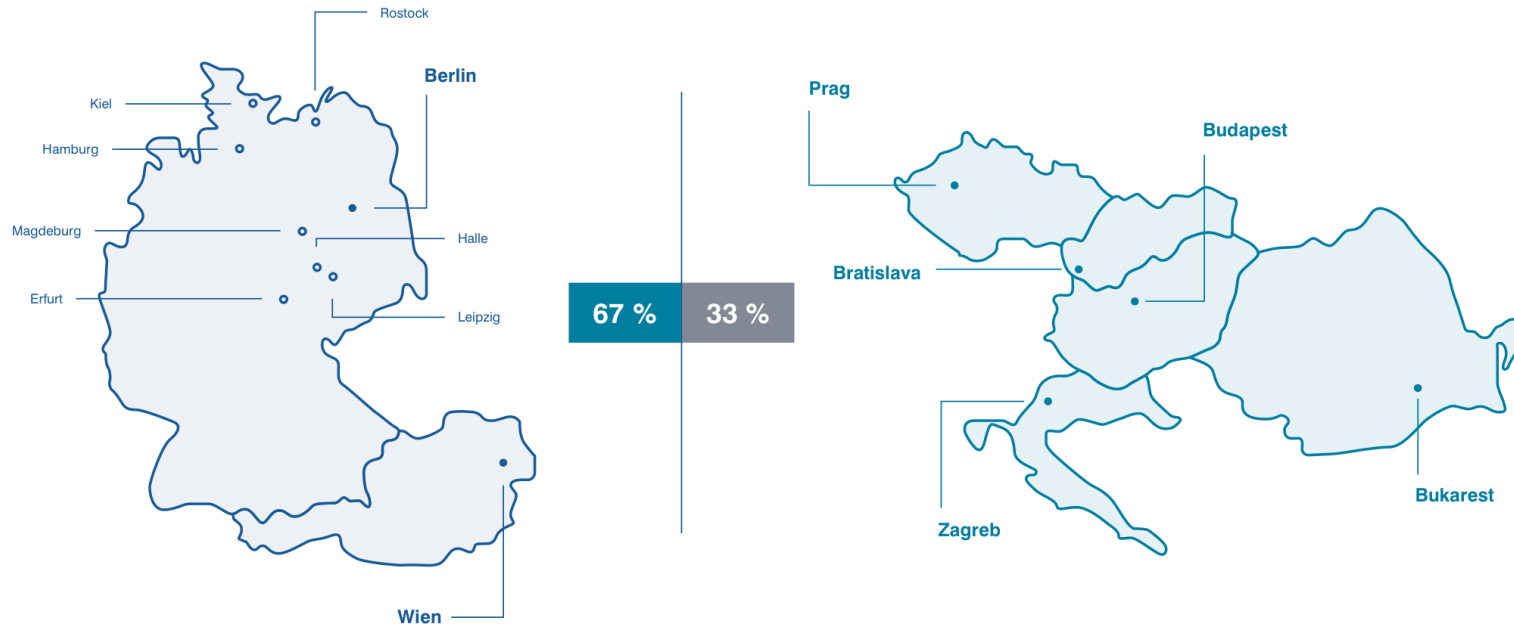 Rostock
Berlin
Kiel
Hamburg
Magdeburg
Halle
Erfurt
Leipzig
Wien
67 %
33 %
Prag
Budapest
Bratislava
Zagreb
Bukarest